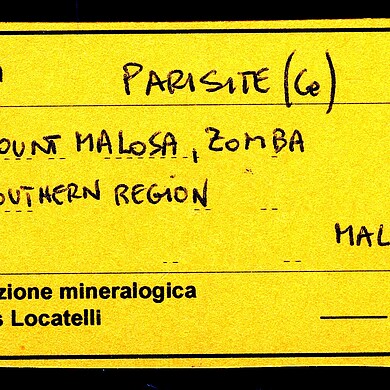 PARISITE (Ce)
OUNT MALOSA, ZOMBA
OUTHERN REGION
MAL
zione mineralogica
s Locatelli